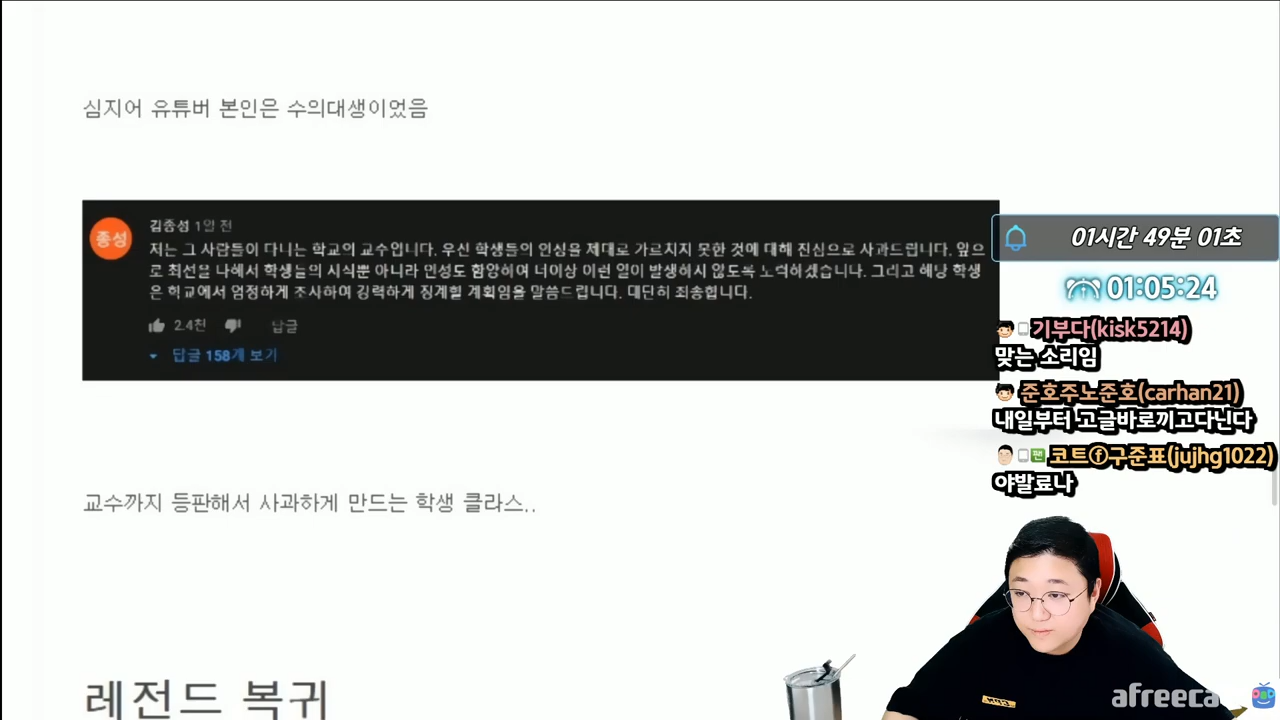 심지어 유튜버 본인은 수의대생이었음
종성
김종성 1일 전
저는 그 사람들이 다니는 학교의 교수입니다. 우선 학생들의 인성을 제대로 가르치지 못한 것에 대해 진심으로 사과드립니다. 앞으
로 최선을 다해서 학생들의 지식뿐 아니라 인성도 함양하여 더이상 이런 일이 발생하지 않도록 노력하겠습니다. 그리고 해당 학생
은 학교에서 엄정하게 조사하여 강력하게 징계할 계획임을 말씀드립니다. 대단히 죄송합니다.
2.4천 답글
답글 158개 보기
교수까지 등판해서 사과하게 만드는 학생 클라스..
레전드 복귀
01시간 49분 01초
01:05:24
기부다(kisk5214)
맞는 소리임
준호주노준호(carhan21)
내일부터 고글바로끼고다닌다
팬 코트ⓕ구준표(jujhg1022)
야발료나
afreeca